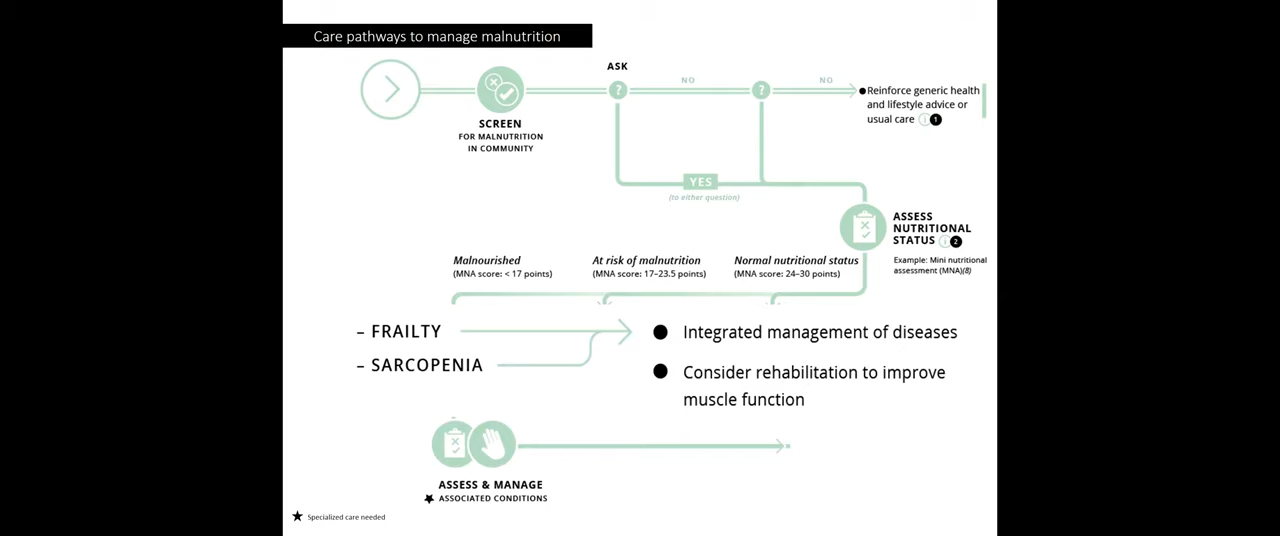 Care pathways to manage malnutrition
ASK
NO
NO
?
?
Reinforce generic health
and lifestyle advice or
usual care i 1
SCREEN
FOR MALNUTRITION
IN COMMUNITY
YES
(to either question)
ASSESS
NUTRITIONAL
STATUS i 2
Example: Mini nutritional
assessment (MNA)(8)
Malnourished
(MNA score: < 17 points)
At risk of malnutrition
(MNA score: 17–23.5 points)
Normal nutritional status
(MNA score: 24–30 points)
– FRAILTY
– SARCOPENIA
● Integrated management of diseases
● Consider rehabilitation to improve
muscle function
ASSESS & MANAGE
★ ASSOCIATED CONDITIONS
★ Specialized care needed